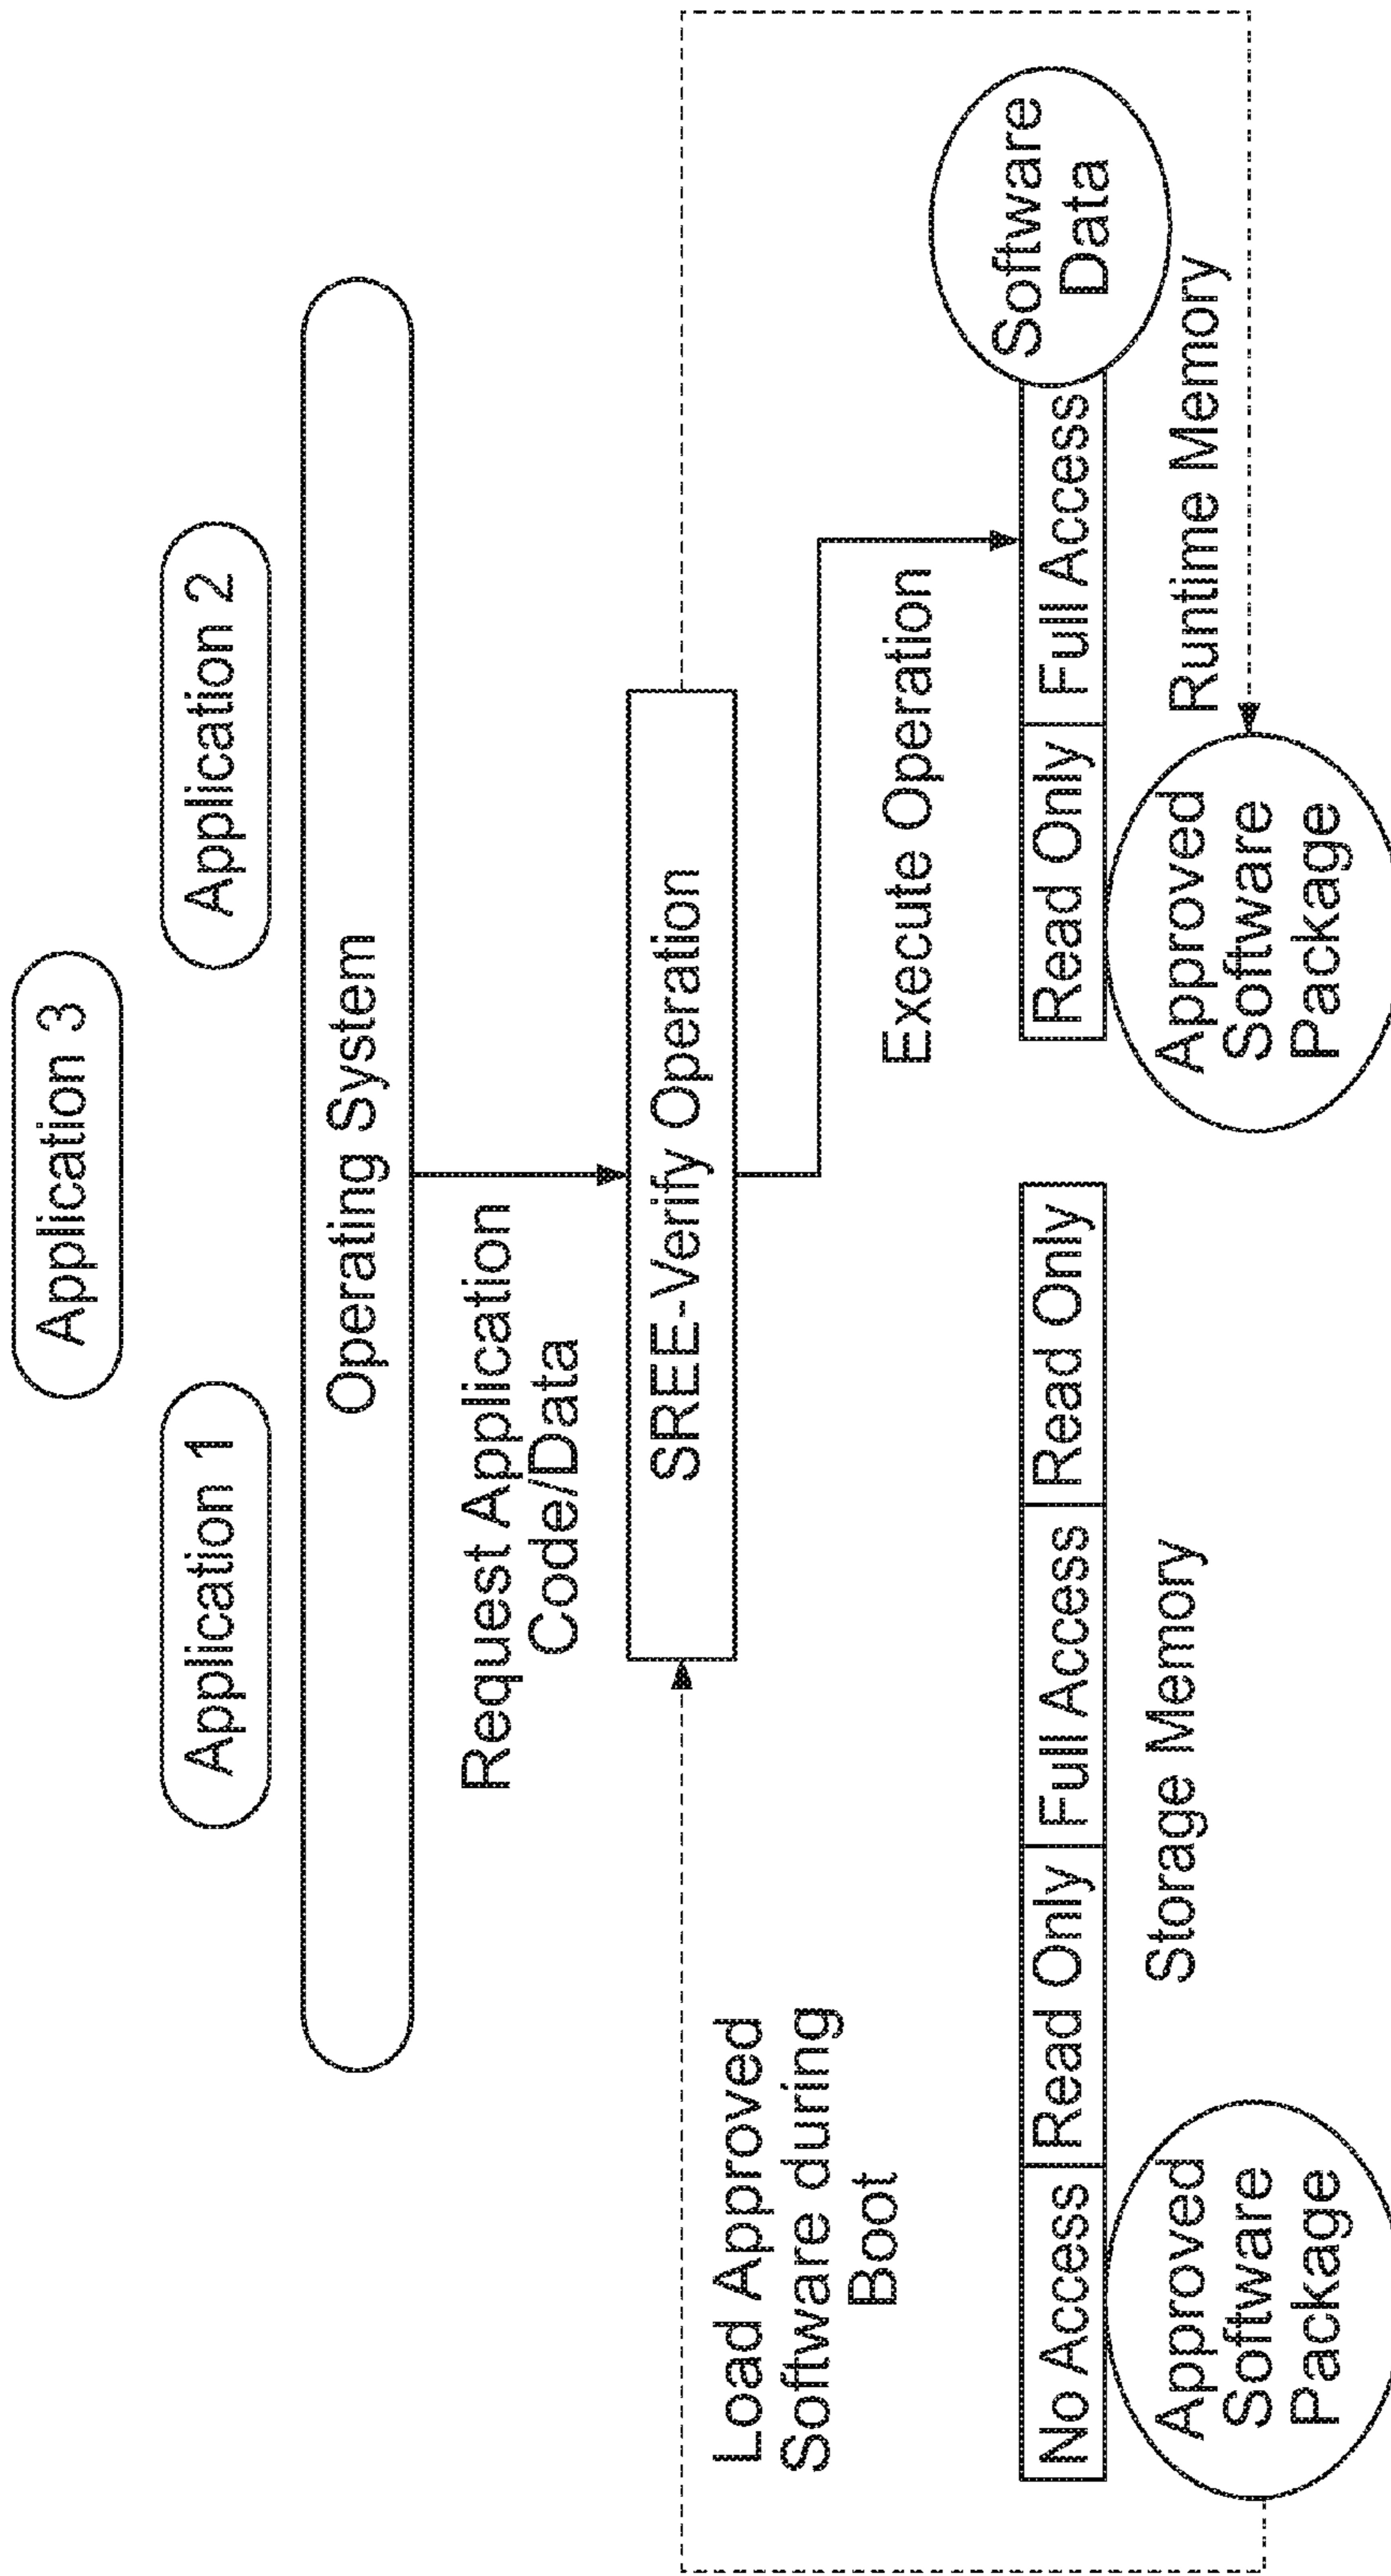 Application 3
Application 1
Application 2
Operating System
Request Application
Code/Data
SREE-Verify Operation
Load Approved
Software during
Boot
Execute Operation
No Access
Read Only
Full Access
Read Only
Read Only
Full Access
Software
Data
Storage Memory
Runtime Memory
Approved
Software
Package
Approved
Software
Package